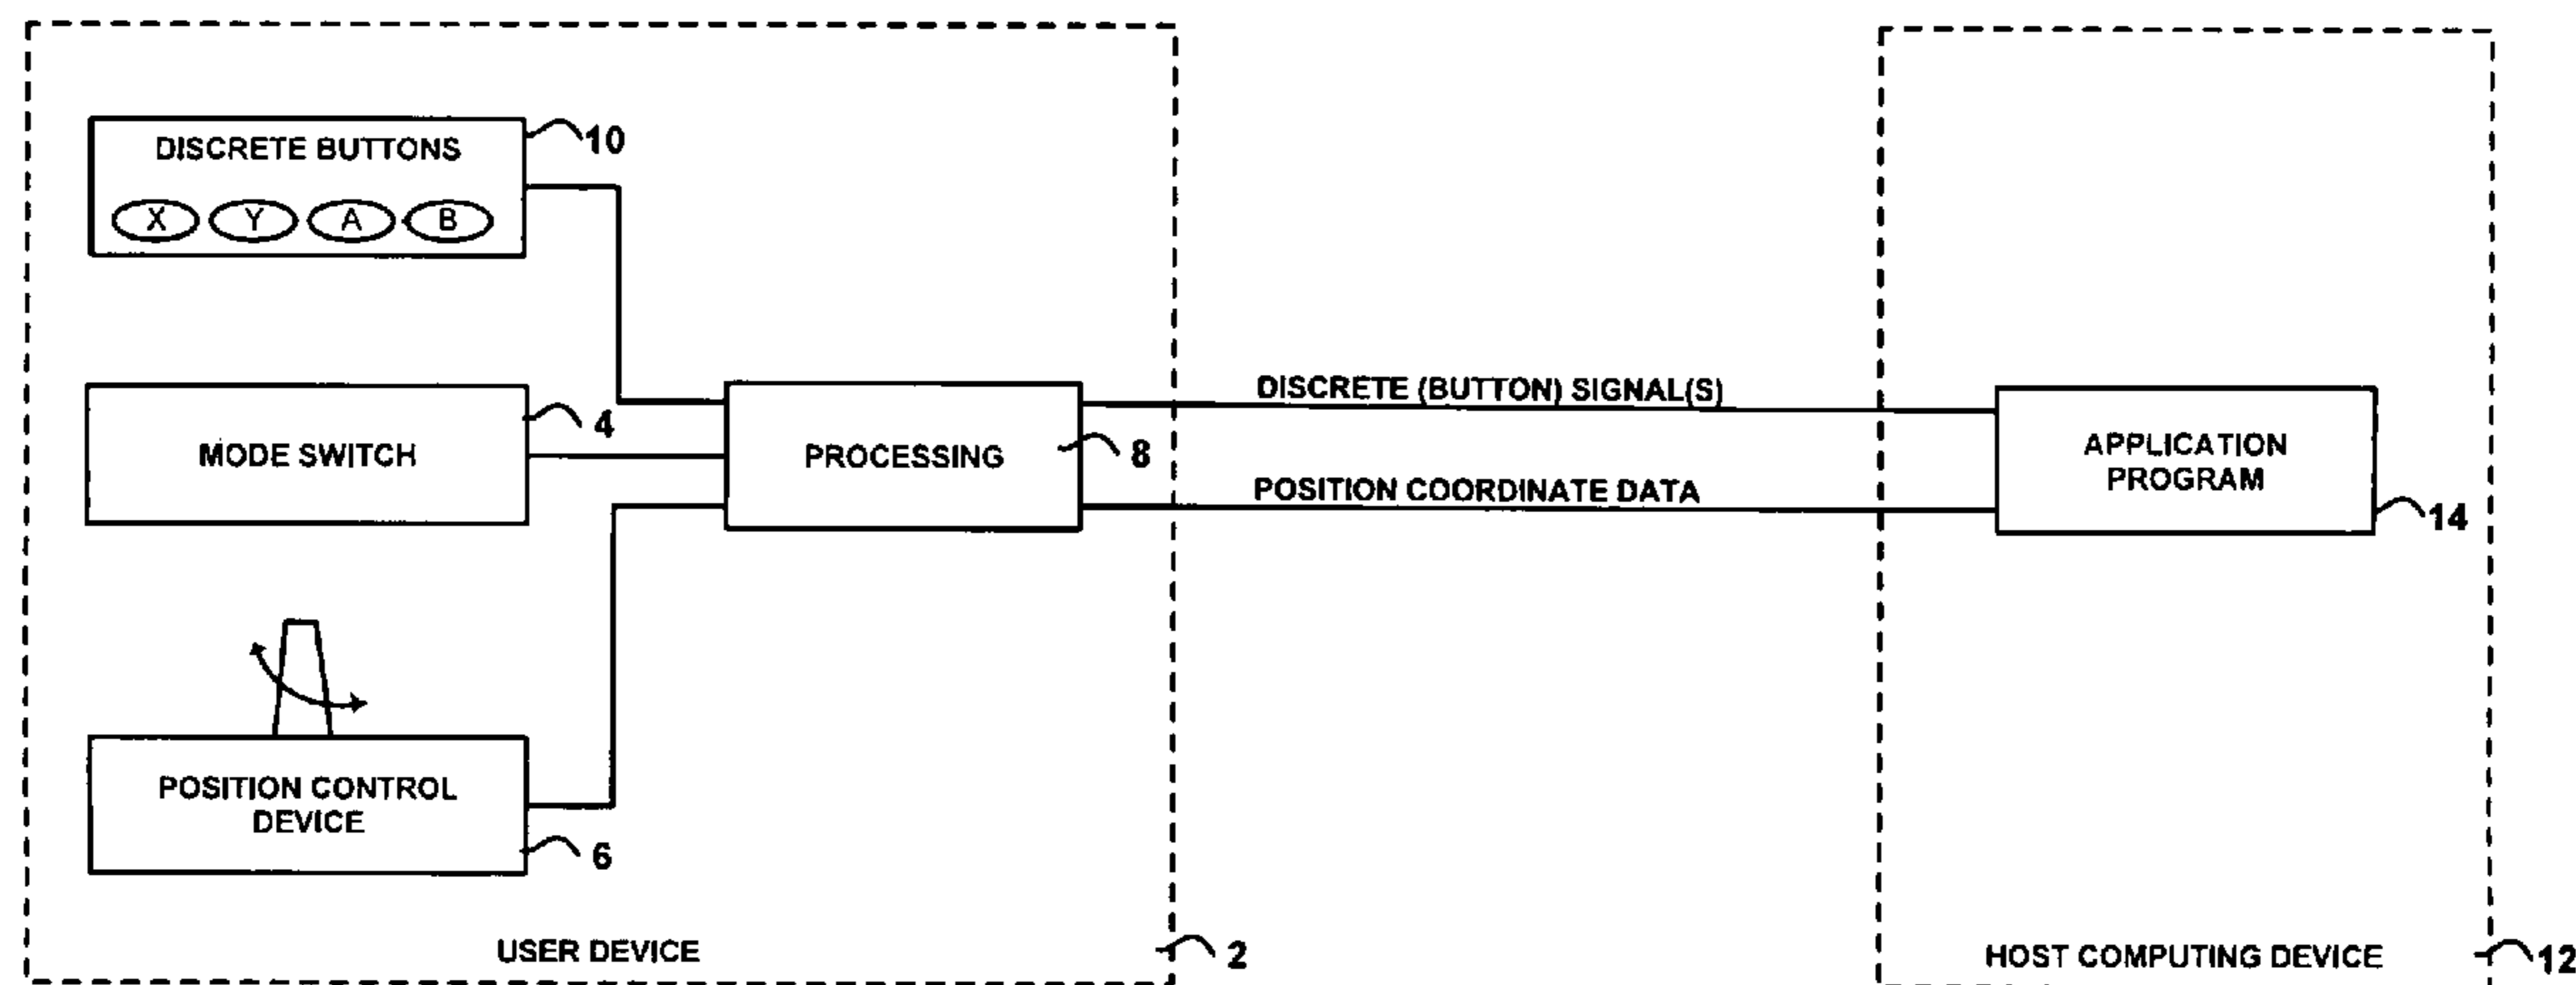 DISCRETE BUTTONS
10
X Y A B
MODE SWITCH
4
PROCESSING
8
DISCRETE (BUTTON) SIGNAL(S)
POSITION COORDINATE DATA
APPLICATION
PROGRAM
14
POSITION CONTROL
DEVICE
6
USER DEVICE
2
HOST COMPUTING DEVICE
12